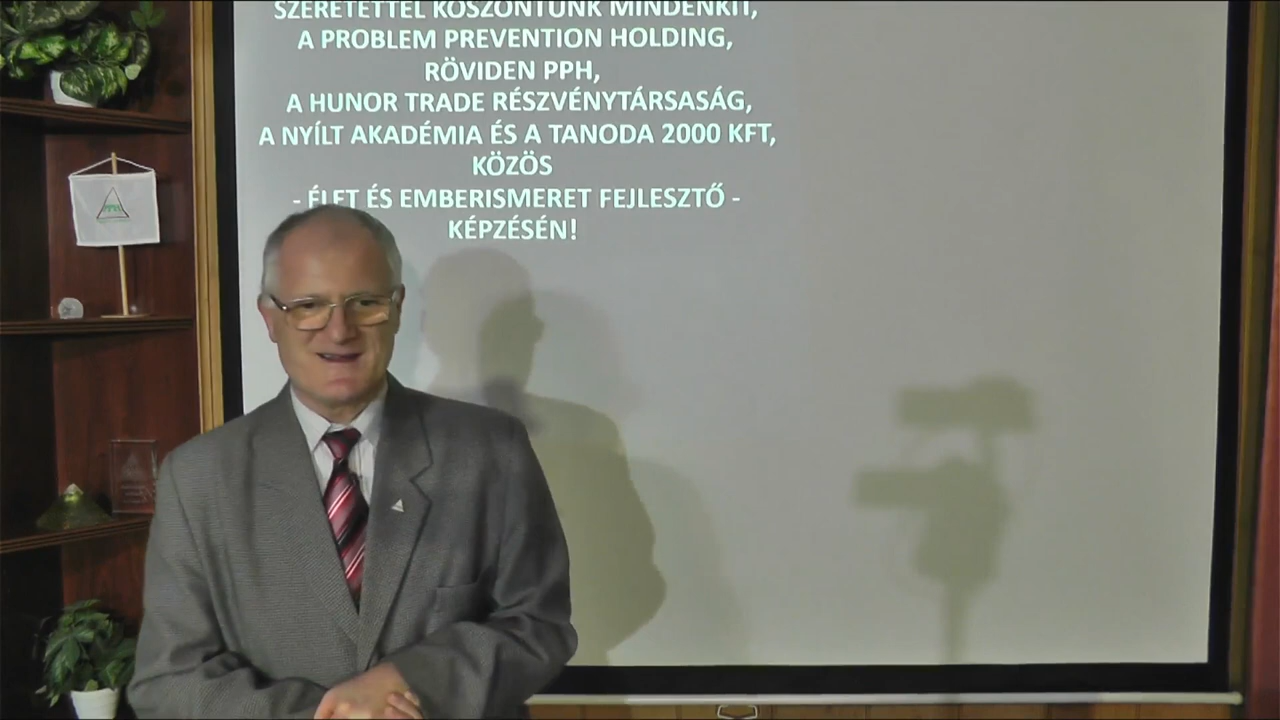 SZERETETTEL KÖSZÖNTÜNK MINDENKIT,
A PROBLEM PREVENTION HOLDING,
RÖVIDEN PPH,
A HUNOR TRADE RÉSZVÉNYTÁRSASÁG,
A NYÍLT AKADÉMIA ÉS A TANODA 2000 KFT,
KÖZÖS
- ÉLET ÉS EMBERISMERET FEJLESZTŐ -
KÉPZÉSÉN!
PPH